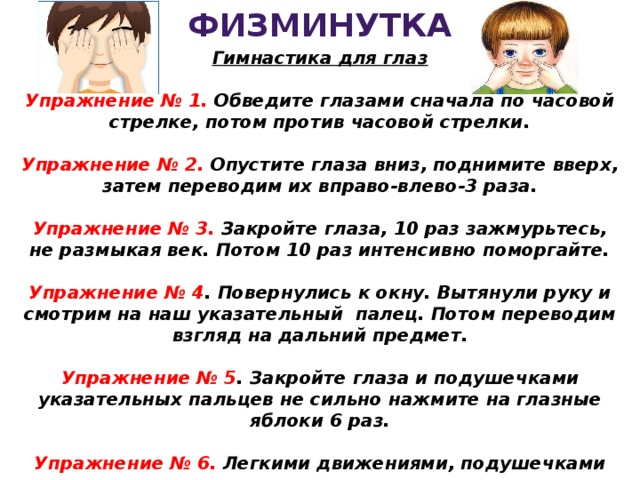 ФИЗМИНУТКА
Гимнастика для глаз
Упражнение № 1. Обведите глазами сначала по часовой
стрелке, потом против часовой стрелки.
Упражнение № 2. Опустите глаза вниз, поднимите вверх,
затем переводим их вправо-влево-3 раза.
Упражнение № 3. Закройте глаза, 10 раз зажмурьтесь,
не размыкая век. Потом 10 раз интенсивно поморгайте.
Упражнение № 4. Повернулись к окну. Вытянули руку и
смотрим на наш указательный  палец. Потом переводим
взгляд на дальний предмет.
Упражнение № 5. Закройте глаза и подушечками
указательных пальцев не сильно нажмите на глазные
яблоки 6 раз.
Упражнение № 6. Легкими движениями, подушечками